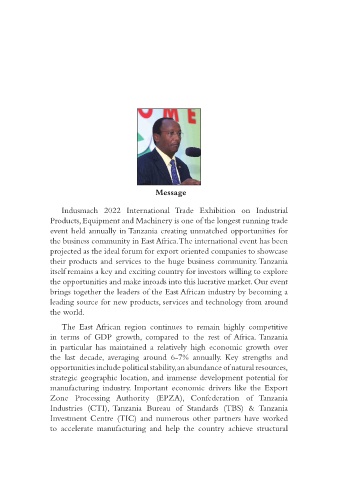 OME
Message
Indusmach 2022 International Trade Exhibition on Industrial
Products, Equipment and Machinery is one of the longest running trade
event held annually in Tanzania creating unmatched opportunities for
the business community in East Africa. The international event has been
projected as the ideal forum for export oriented companies to showcase
their products and services to the huge business community. Tanzania
itself remains a key and exciting country for investors willing to explore
the opportunities and make inroads into this lucrative market. Our event
brings together the leaders of the East African industry by becoming a
leading source for new products, services and technology from around
the world.
The East African region continues to remain highly competitive
in terms of GDP growth, compared to the rest of Africa. Tanzania
in particular has maintained a relatively high economic growth over
the last decade, averaging around 6-7% annually. Key strengths and
opportunities include political stability, an abundance of natural resources,
strategic geographic location, and immense development potential for
manufacturing industry. Important economic drivers like the Export
Zone Processing Authority (EPZA), Confederation of Tanzania
Industries (CTI), Tanzania Bureau of Standards (TBS) & Tanzania
Investment Centre (TIC) and numerous other partners have worked
to accelerate manufacturing and help the country achieve structural